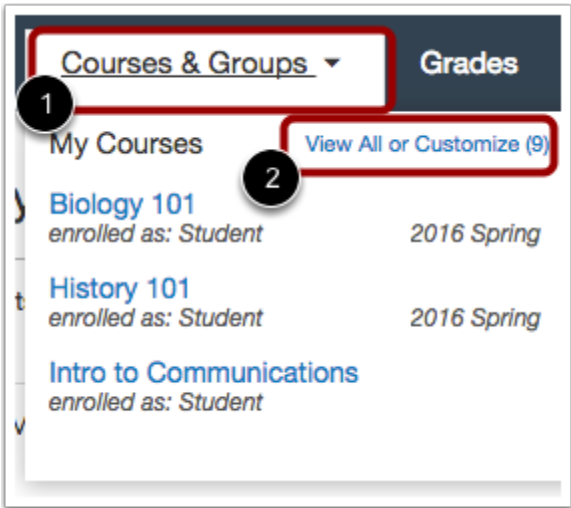 Courses & Groups Grades
1
My Courses View All or Customize (9)
2
Biology 101
enrolled as: Student 2016 Spring
History 101
enrolled as: Student 2016 Spring
Intro to Communications
enrolled as: Student